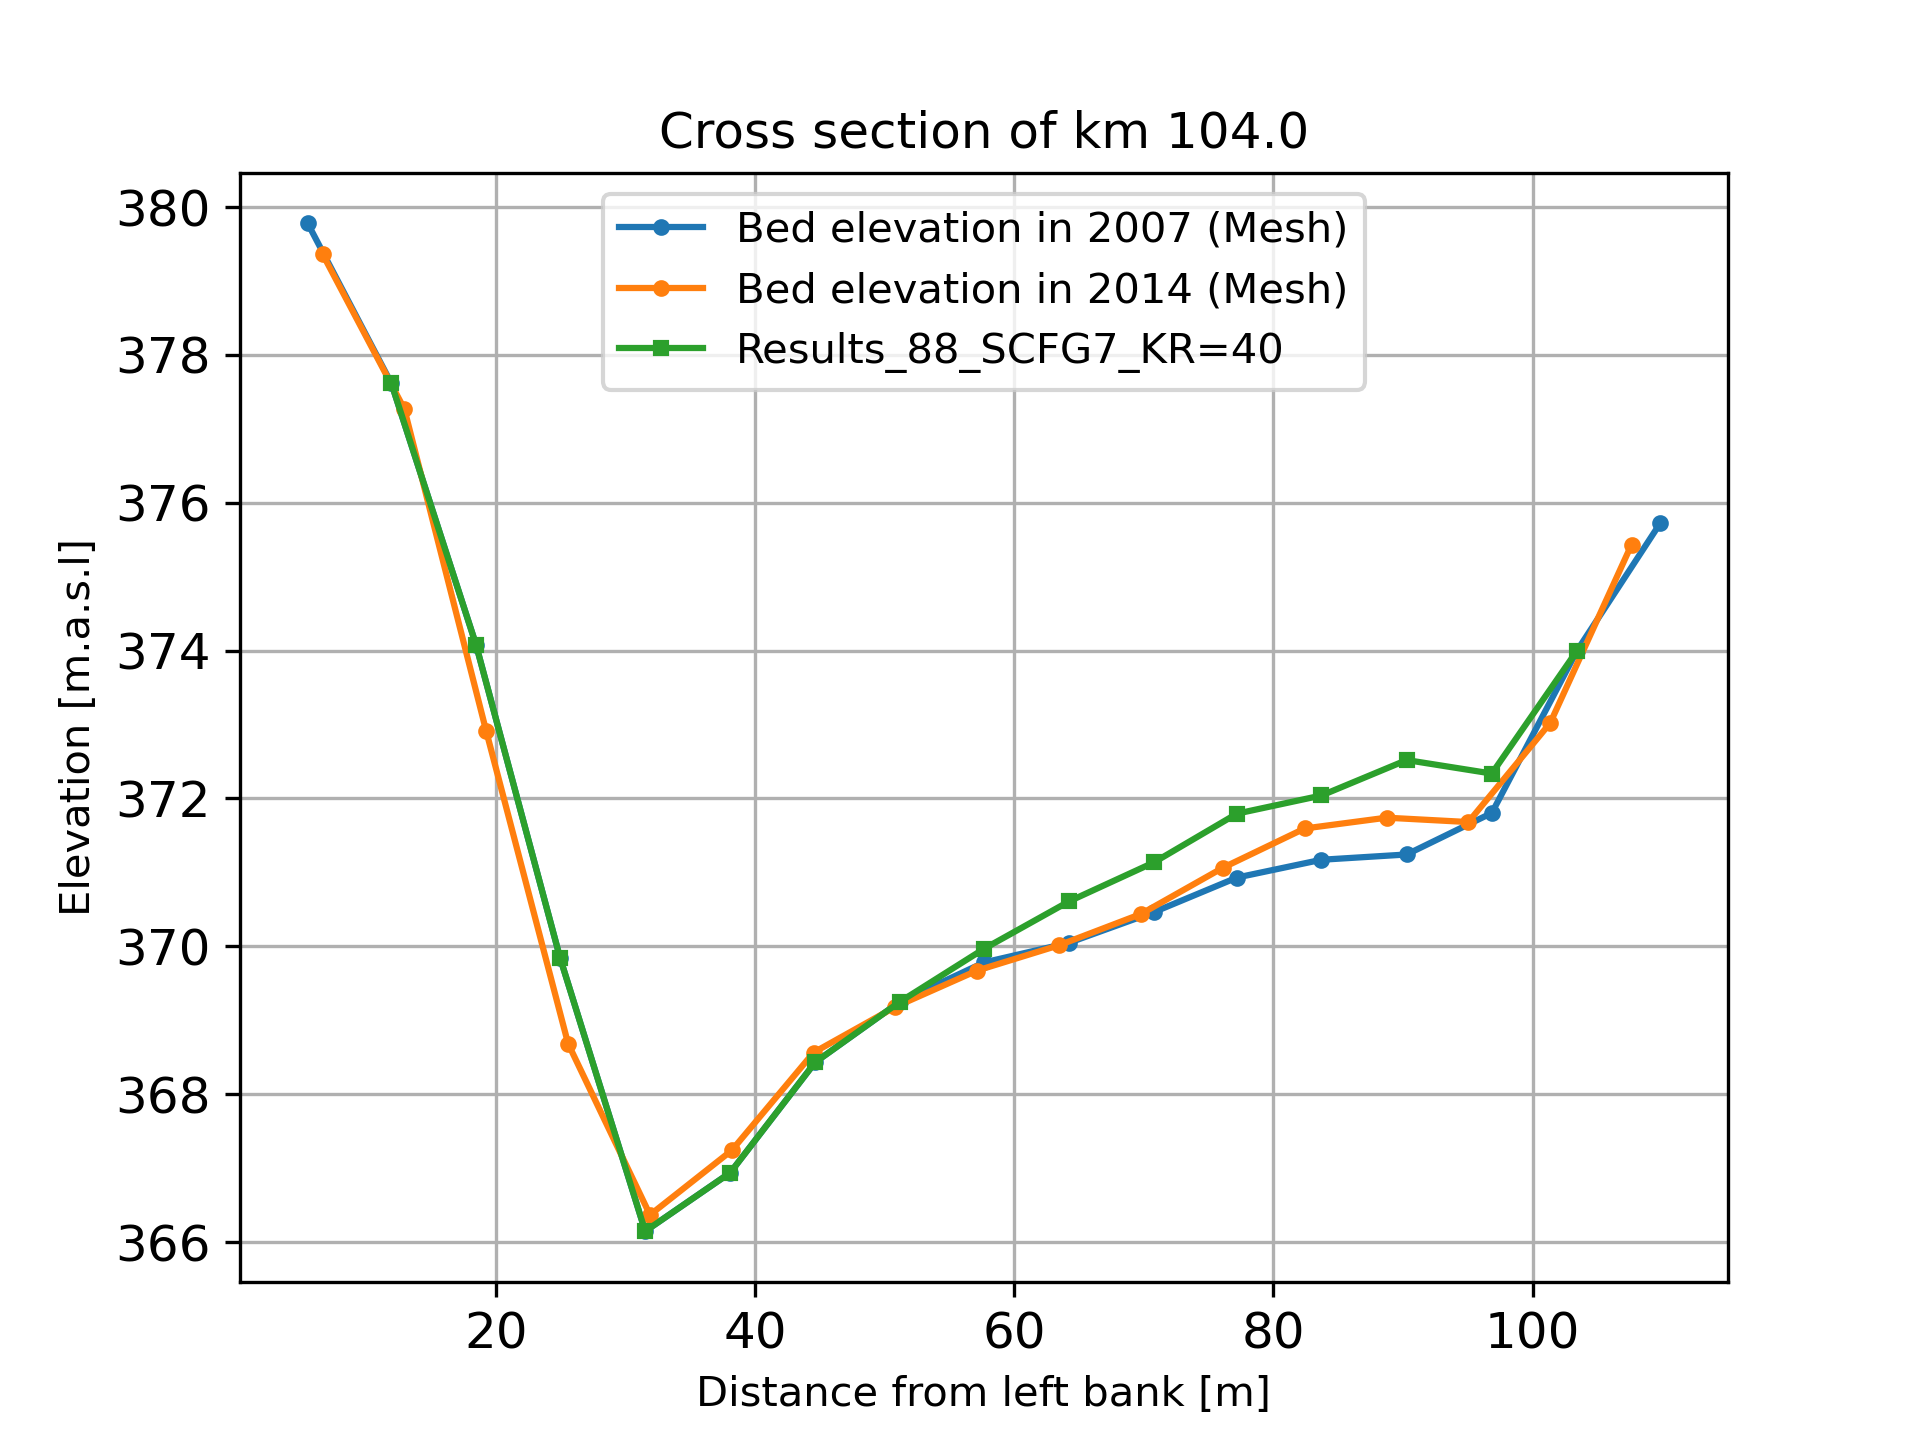 Cross section of km 104.0
Bed elevation in 2007 (Mesh)
Bed elevation in 2014 (Mesh)
Results_88_SCFG7_KR=40
380
378
376
374
372
370
368
366
Elevation [m.a.s.l]
20 40 60 80 100
Distance from left bank [m]